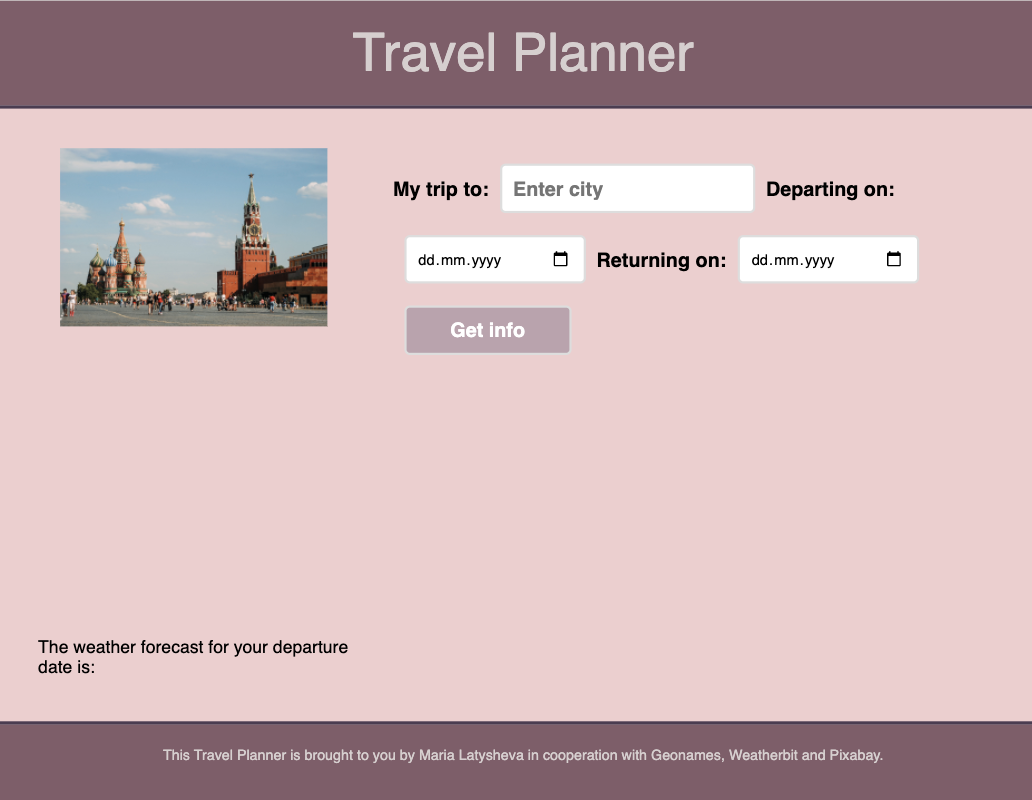 Travel Planner
My trip to: Enter city Departing on:
dd.mm.yyyy Returning on: dd.mm.yyyy
Get info
The weather forecast for your departure
date is:
This Travel Planner is brought to you by Maria Latysheva in cooperation with Geonames, Weatherbit and Pixabay.